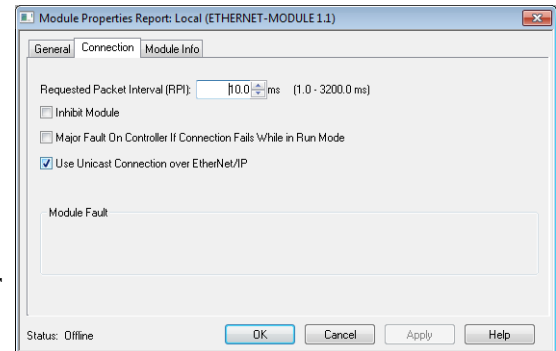 Module Properties Report: Local (ETHERNET-MODULE 1.1)
General Connection Module Info
Requested Packet Interval (RPI): 10.0 ms (1.0 - 3200.0 ms)
Inhibit Module
Major Fault On Controller If Connection Fails While in Run Mode
Use Unicast Connection over EtherNet/IP
Module Fault
Status: Offline OK Cancel Apply Help